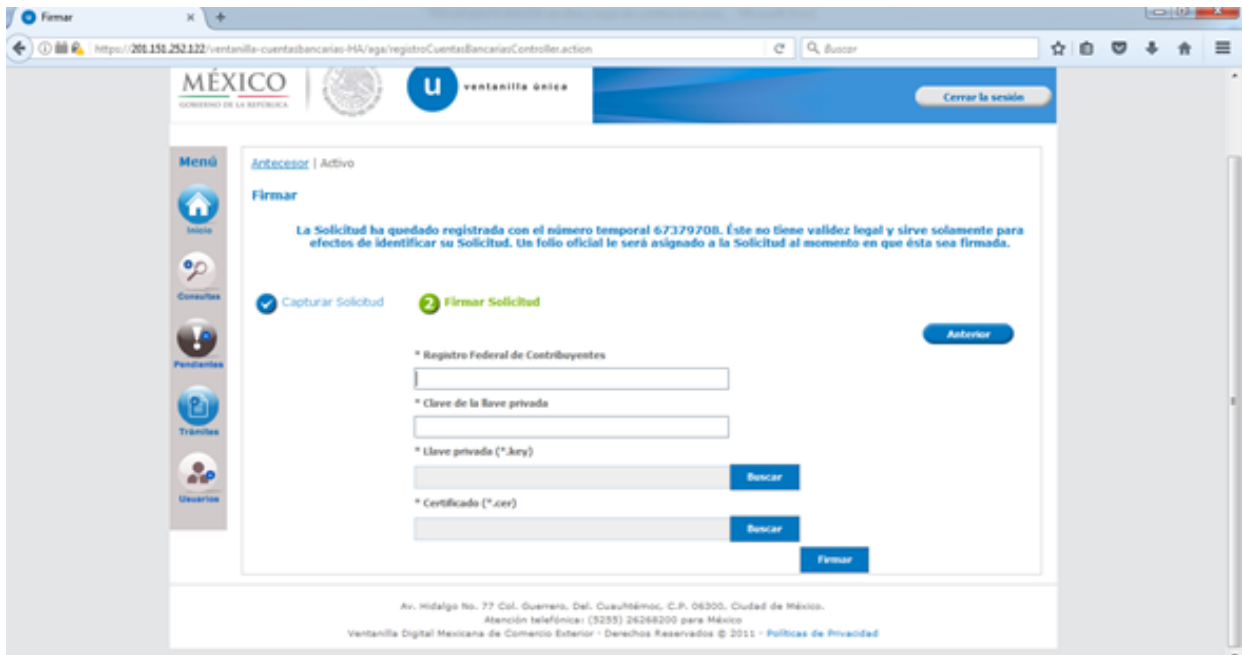 Firmar
https://201.151.252.122/ventanilla-cuentasbancarias-HA/aga/registroCuentasBancariasController.action
Buscar
MÉXICO
GOBIERNO DE LA REPÚBLICA
u
ventanilla única
Cerrar la sesión
Menú
Inicio
Consultas
Pendientes
Trámites
Usuarios
Antecesor | Activo
Firmar
La Solicitud ha quedado registrada con el número temporal 67379708. Éste no tiene validez legal y sirve solamente para
efectos de identificar su Solicitud. Un folio oficial le será asignado a la Solicitud al momento en que ésta sea firmada.
Capturar Solicitud
2 Firmar Solicitud
Anterior
* Registro Federal de Contribuyentes
* Clave de la llave privada
* Llave privada (*.key)
Buscar
* Certificado (*.cer)
Buscar
Firmar
Av. Hidalgo No. 77 Col. Guerrero, Del. Cuauhtémoc, C.P. 06300, Ciudad de México.
Atención telefónica: (5255) 26268200 para México
Ventanilla Digital Mexicana de Comercio Exterior - Derechos Reservados © 2011 - Políticas de Privacidad